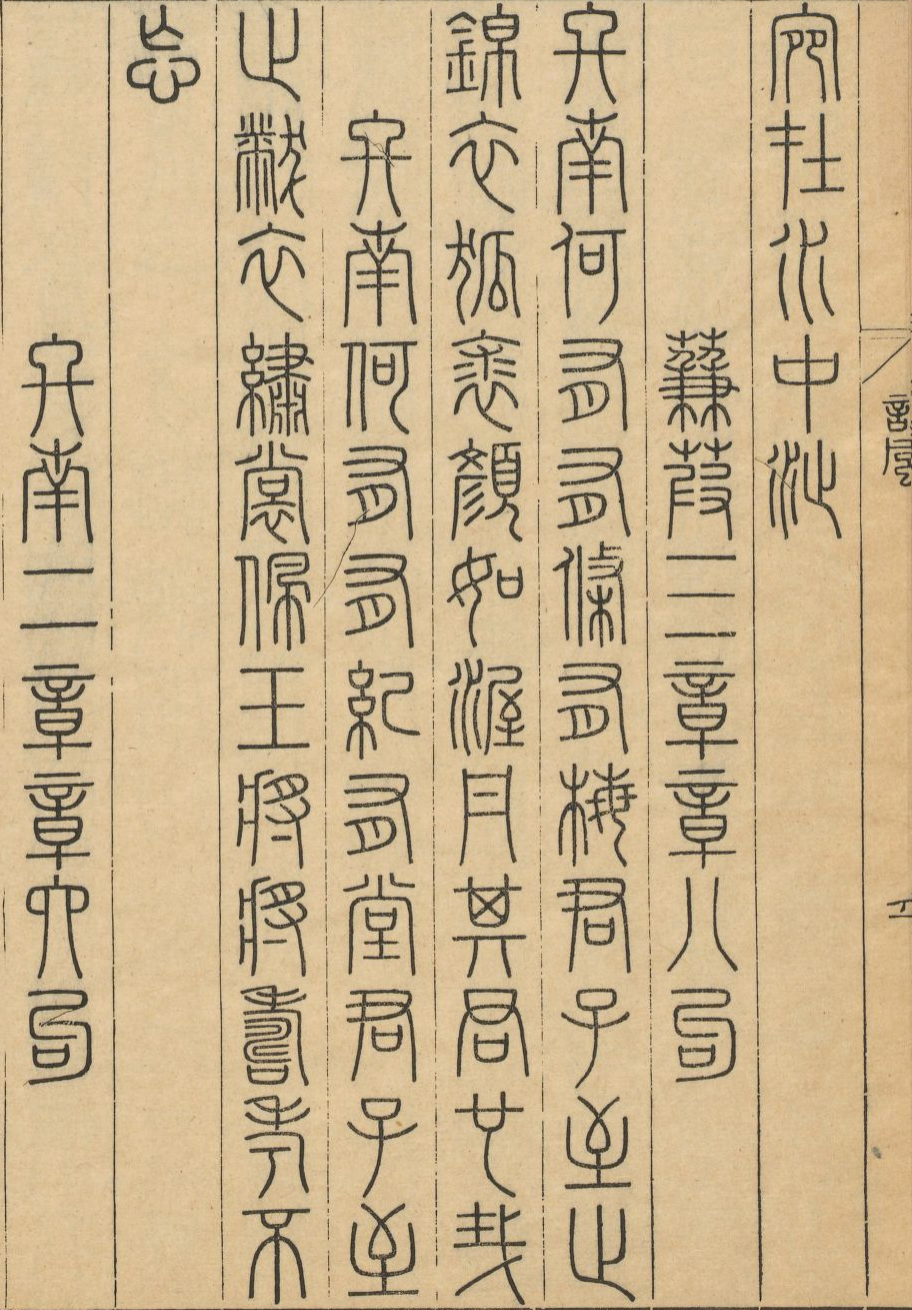 宛在水中沚
蒹葭三章章八句
終南何有有條有梅君子至止
錦衣狐裘顏如渥丹其君也哉
終南何有有紀有堂君子至
止黻衣繡裳佩玉將將壽考不
忘
終南二章章六句